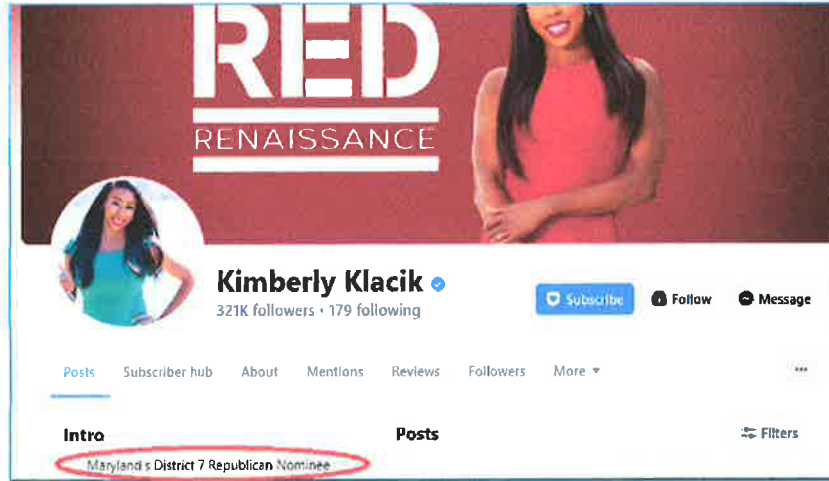 RED
RENAISSANCE
Kimberly Klacik
321K followers • 179 following
Subscribe
Follow
Message
Posts
Subscriber hub
About
Mentions
Reviews
Followers
More
Intro
Posts
Filters
Maryland s District 7 Republican Nominee